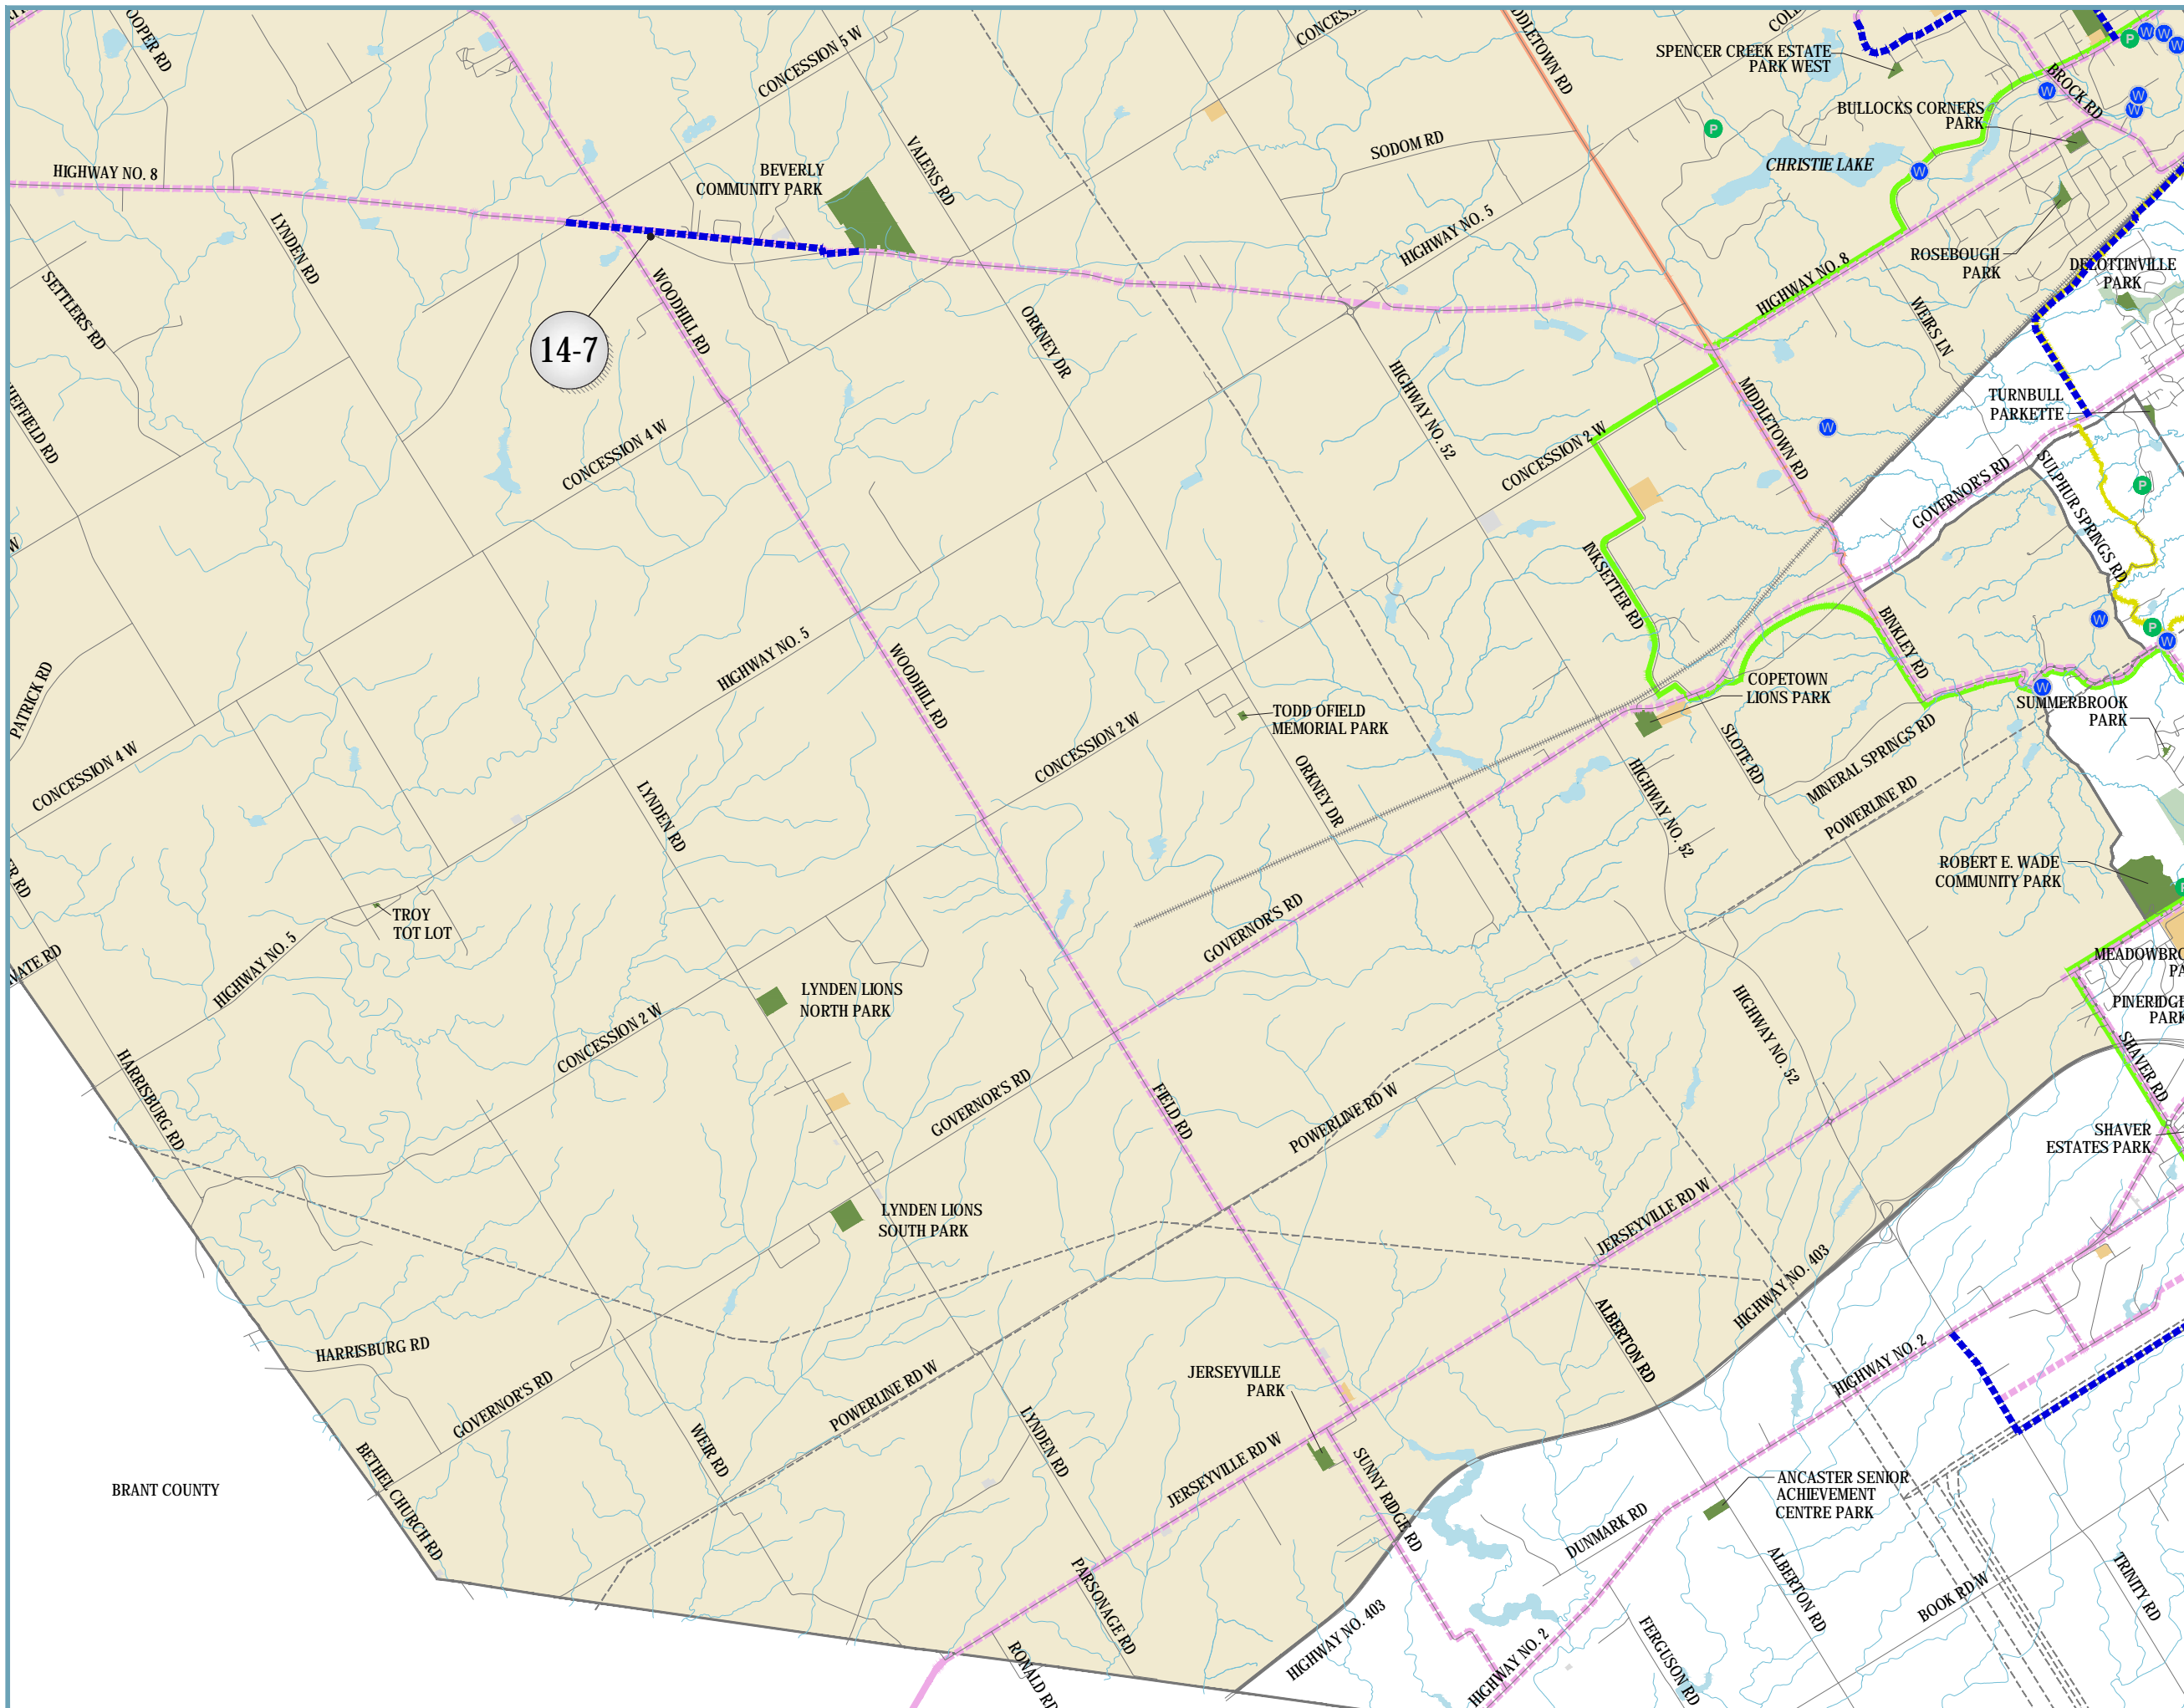 CONCESSION 5 W
SPENCER CREEK ESTATE
PARK WEST
BROCK RD
BULLOCKS CORNERS
PARK
CHRISTIE LAKE
SODOM RD
VALENS RD
BEVERLY
COMMUNITY PARK
HIGHWAY NO. 8
LYNDEN RD
HIGHWAY NO. 5
ROSEBOUGH
PARK
PARK
HIGHWAY NO. 8
WEIRS LN
SETTLERS RD
WOODHILL RD
ORKNEY DR
14-7
HIGHWAY NO. 52
MIDDLETOWN RD
TURNBULL
PARKETTE
CONCESSION 4 W
CONCESSION 2 W
GOVERNOR'S RD
SULPHUR SPRINGS RD
INKSETTER RD
BINKLEY RD
PATRICK RD
HIGHWAY NO. 5
WOODHILL RD
COPETOWN
LIONS PARK
SUMMERBROOK
PARK
TODD OFIELD
MEMORIAL PARK
CONCESSION 2 W
SLOTE RD
MINERAL SPRINGS RD
CONCESSION 4 W
LYNDEN RD
ORKNEY DR
HIGHWAY NO. 52
POWERLINE RD
ROBERT E. WADE
COMMUNITY PARK
TROY
TOT LOT
HIGHWAY NO. 5
GOVERNOR'S RD
LYNDEN LIONS
NORTH PARK
CONCESSION 2 W
HIGHWAY NO. 52
PINERIDGE
PARK
SHAVER RD
HARRISBURG RD
GOVERNOR'S RD
FIELD RD
POWERLINE RD W
SHAVER
ESTATES PARK
LYNDEN LIONS
SOUTH PARK
JERSEYVILLE RD W
HIGHWAY NO. 403
HARRISBURG RD
ALBERTON RD
HIGHWAY NO. 2
GOVERNOR'S RD
POWERLINE RD W
JERSEYVILLE
PARK
LYNDEN RD
WEIR RD
JERSEYVILLE RD W
SUNNY RIDGE RD
BRANT COUNTY
BETHEL CHURCH RD
ANCASTER SENIOR
ACHIEVEMENT
CENTRE PARK
DUNMARK RD
ALBERTON RD
BOOK RD W
TRINITY RD
PARSONAGE RD
RONALD RD
HIGHWAY NO. 403
HIGHWAY NO. 2
FERGUSON RD